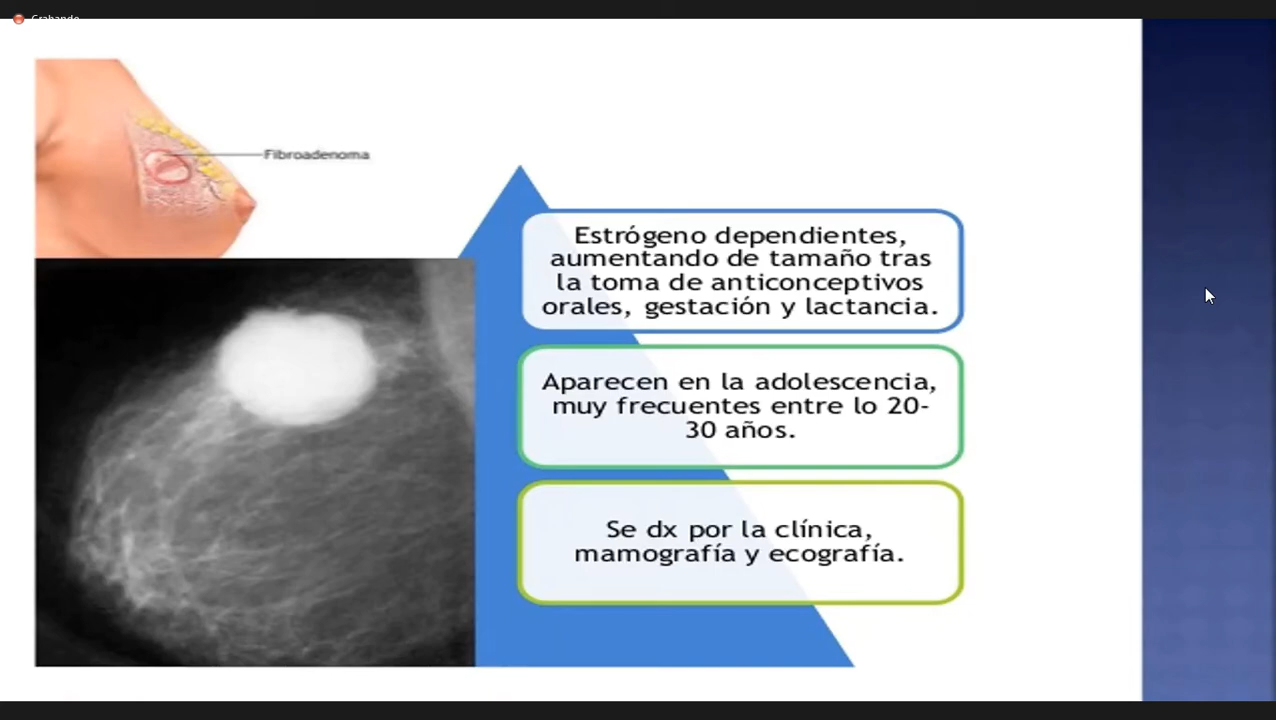 Grabando
Fibroadenoma
Estrógeno dependientes,
aumentando de tamaño tras
la toma de anticonceptivos
orales, gestación y lactancia.
Aparecen en la adolescencia,
muy frecuentes entre lo 20-
30 años.
Se dx por la clínica,
mamografía y ecografía.